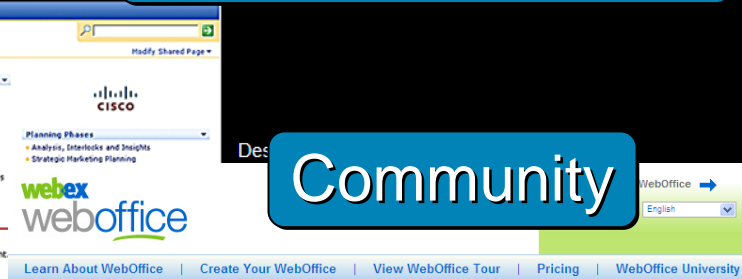 Modify Shared Page
CISCO
Planning Phases
Analysis, Interlocks and Insights
Strategic Marketing Planning
Community
webex
weboffice
WebOffice
English
Learn About WebOffice | Create Your WebOffice | View WebOffice Tour | Pricing | WebOffice University